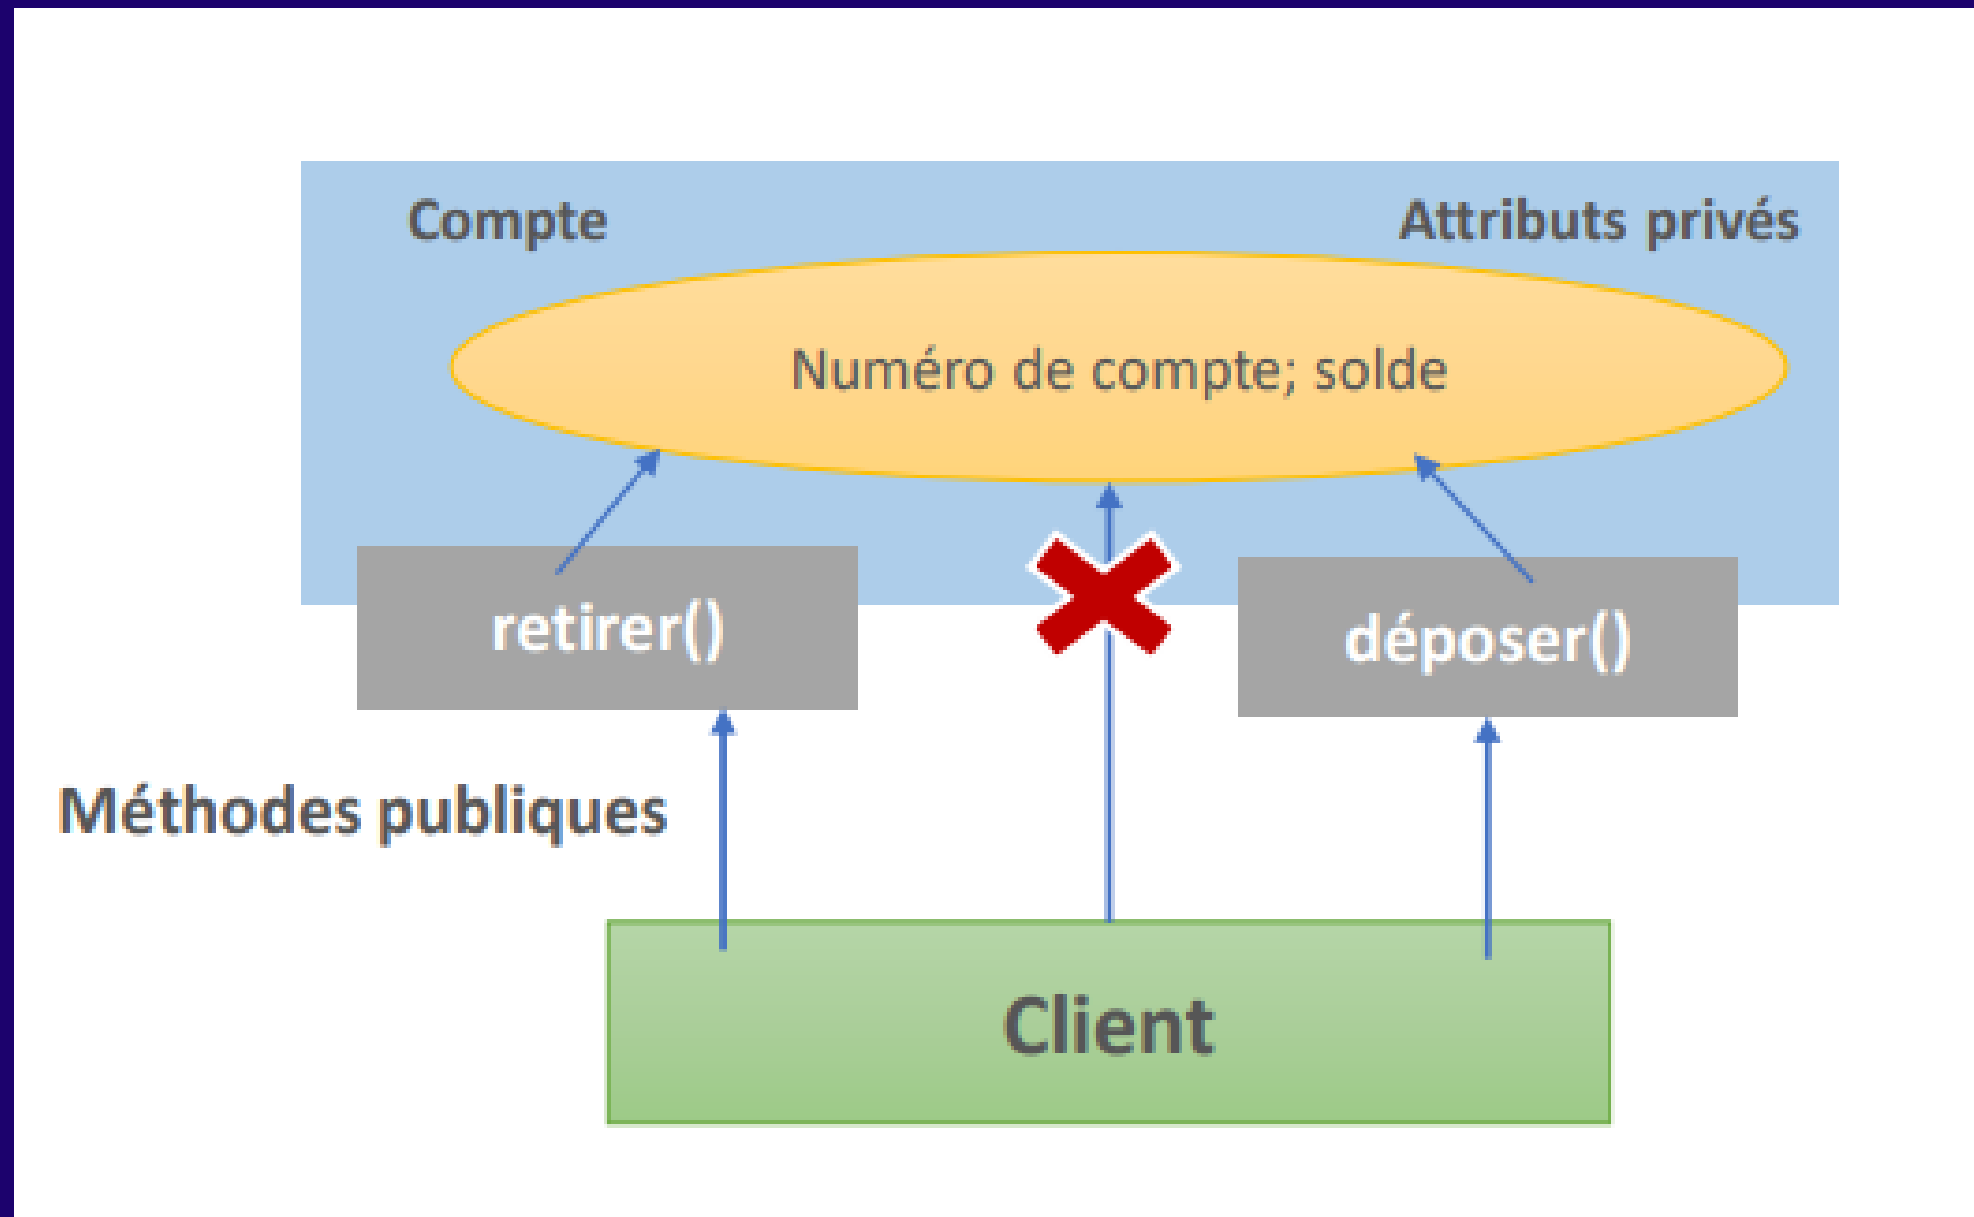 Compte
Attributs privés
Numéro de compte; solde
retirer()
déposer()
Méthodes publiques
Client